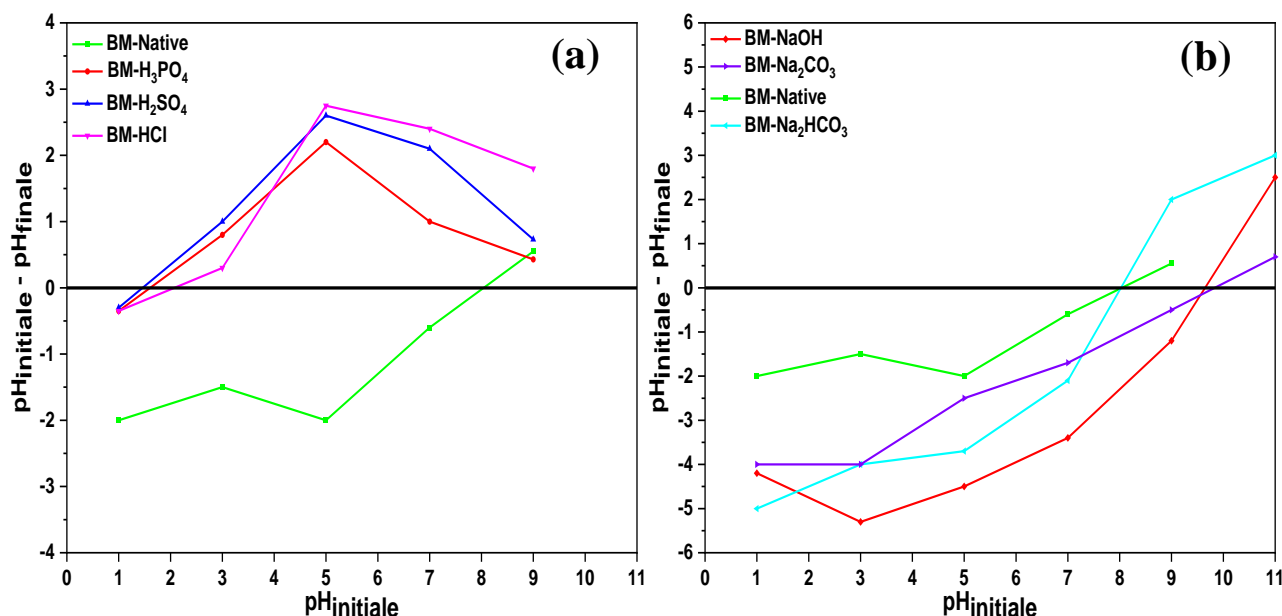 (a)
BM-Native
BM-H₃PO₄
BM-H₂SO₄
BM-HCl
pHinitiale - pHfinale
4
3
2
1
0
-1
-2
-3
-4
0 1 2 3 4 5 6 7 8 9 10 11
pHinitiale
(b)
BM-NaOH
BM-Na₂CO₃
BM-Native
BM-Na₂HCO₃
pHinitiale - pHfinale
6
5
4
3
2
1
0
-1
-2
-3
-4
-5
-6
0 1 2 3 4 5 6 7 8 9 10 11
pHinitiale